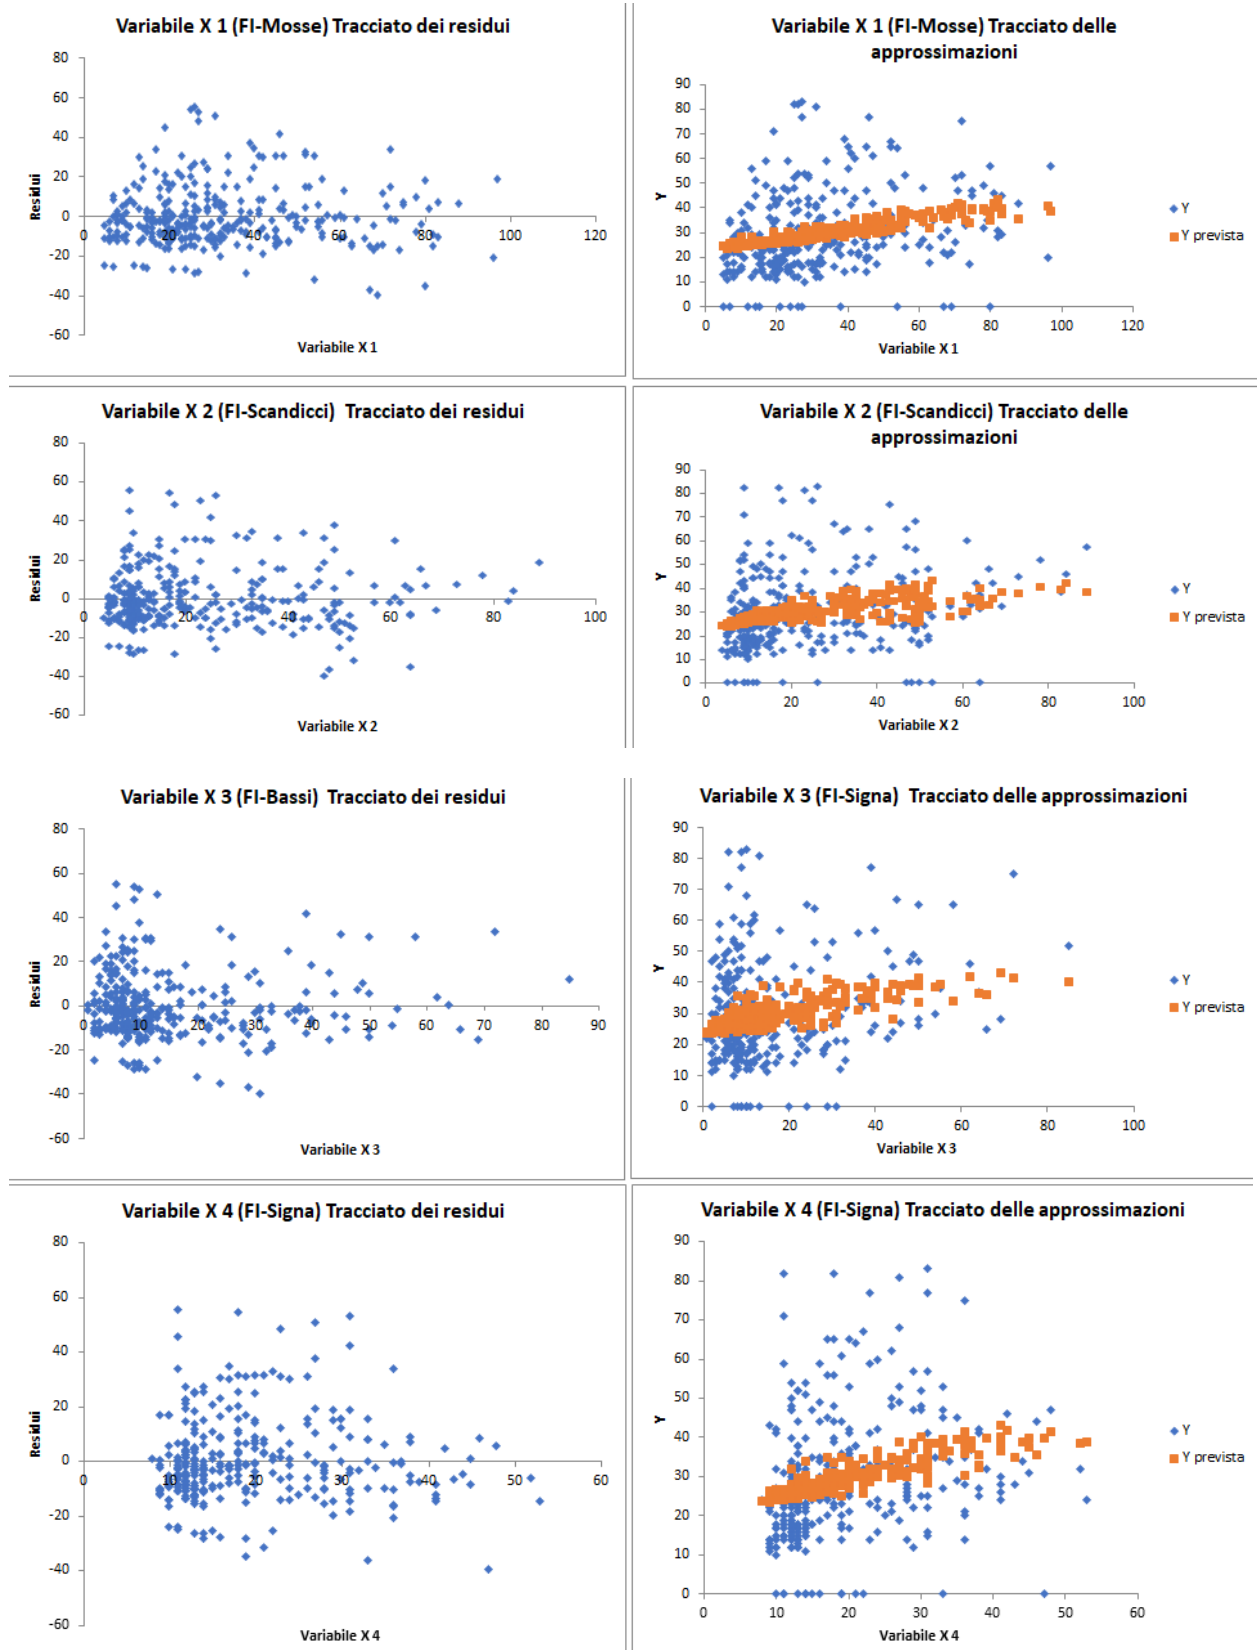 Variabile X 1 (FI-Mosse) Tracciato dei residui
80
60
40
20
0
-20
-40
-60
0 20 40 60 80 100 120
Residui
Variabile X 1
Variabile X 1 (FI-Mosse) Tracciato delle
approssimazioni
90
80
70
60
50
40
30
20
10
0
0 20 40 60 80 100 120
Y
Variabile X 1
Y
Y prevista
Variabile X 2 (FI-Scandicci) Tracciato dei residui
80
60
40
20
0
-20
-40
-60
0 20 40 60 80 100
Residui
Variabile X 2
Variabile X 2 (FI-Scandicci) Tracciato delle
approssimazioni
90
80
70
60
50
40
30
20
10
0
0 20 40 60 80 100
Y
Variabile X 2
Y
Y prevista
Variabile X 3 (FI-Bassi) Tracciato dei residui
80
60
40
20
0
-20
-40
-60
0 10 20 30 40 50 60 70 80 90
Residui
Variabile X 3
Variabile X 3 (FI-Signa) Tracciato delle approssimazioni
90
80
70
60
50
40
30
20
10
0
0 20 40 60 80 100
Y
Variabile X 3
Y
Y prevista
Variabile X 4 (FI-Signa) Tracciato dei residui
80
60
40
20
0
-20
-40
-60
0 10 20 30 40 50 60
Residui
Variabile X 4
Variabile X 4 (FI-Signa) Tracciato delle approssimazioni
90
80
70
60
50
40
30
20
10
0
0 10 20 30 40 50 60
Y
Variabile X 4
Y
Y prevista